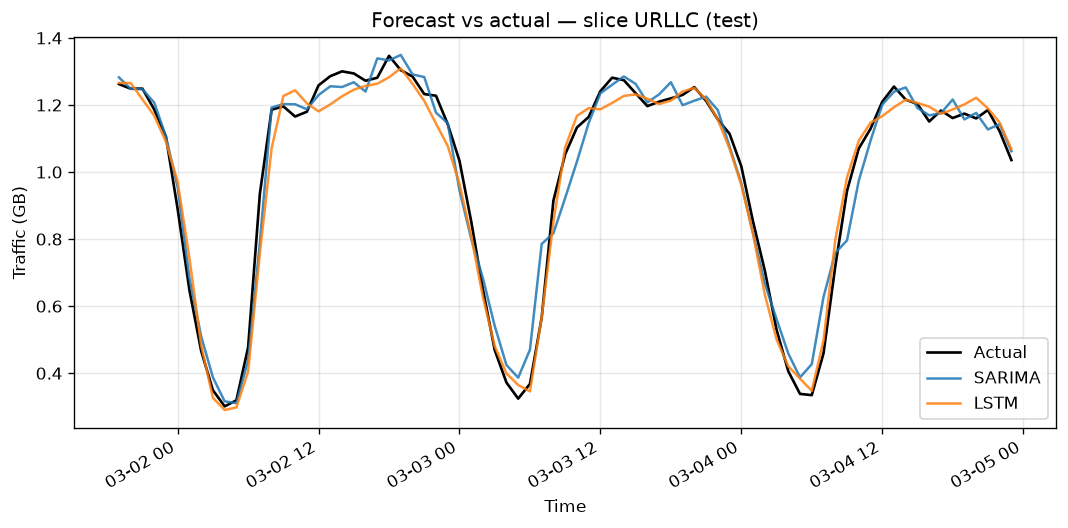 Forecast vs actual — slice URLLC (test)
Traffic (GB)
1.4
1.2
1.0
0.8
0.6
0.4
Actual
SARIMA
LSTM
03-02 00
03-02 12
03-03 00
03-03 12
03-04 00
03-04 12
03-05 00
Time